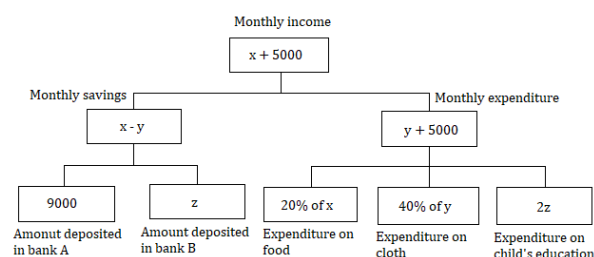 Monthly income
x + 5000
Monthly savings
Monthly expenditure
x - y
y + 5000
9000
z
20% of x
40% of y
2z
Amonut deposited
in bank A
Amount deposited
in bank B
Expenditure on
food
Expenditure on
cloth
Expenditure on
child's education